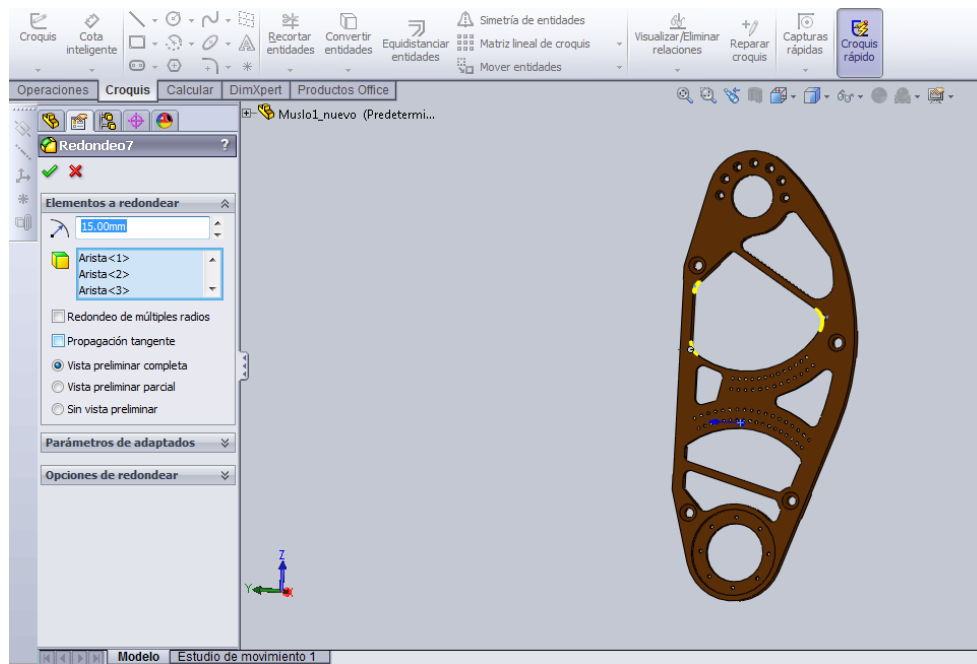 Croquis
Cota
inteligente
Recortar
entidades
Convertir
entidades
Equidistanciar
entidades
Simetría de entidades
Matriz lineal de croquis
Mover entidades
Visualizar/Eliminar
relaciones
Reparar
croquis
Capturas
rápidas
Croquis
rápido
Operaciones Croquis Calcular DimXpert Productos Office
Muslo1_nuevo (Predetermi...
Redondeo7 ?
Elementos a redondear
15.00mm
Arista<1>
Arista<2>
Arista<3>
Redondeo de múltiples radios
Propagación tangente
Vista preliminar completa
Vista preliminar parcial
Sin vista preliminar
Parámetros de adaptados
Opciones de redondear
Z
Y
X
Modelo Estudio de movimiento 1